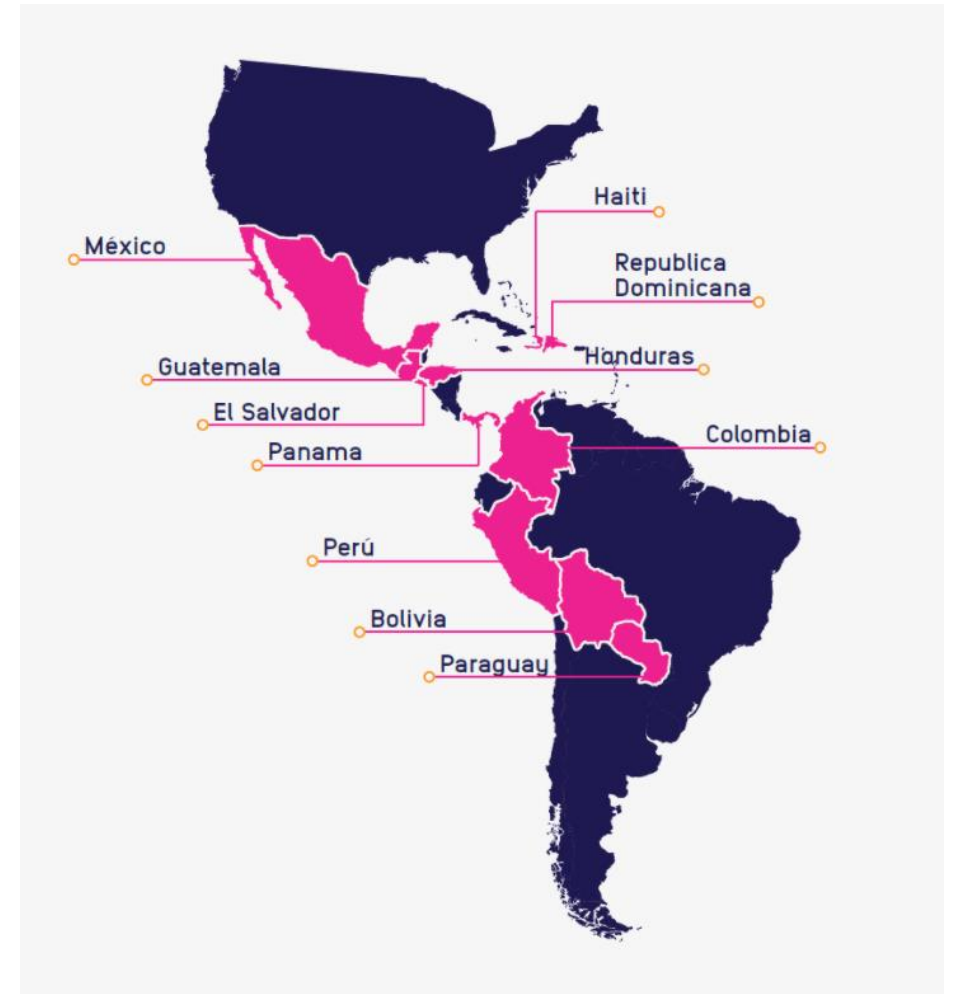 Haiti
México
Republica
Dominicana
Honduras
Guatemala
El Salvador
Colombia
Panama
Perú
Bolivia
Paraguay